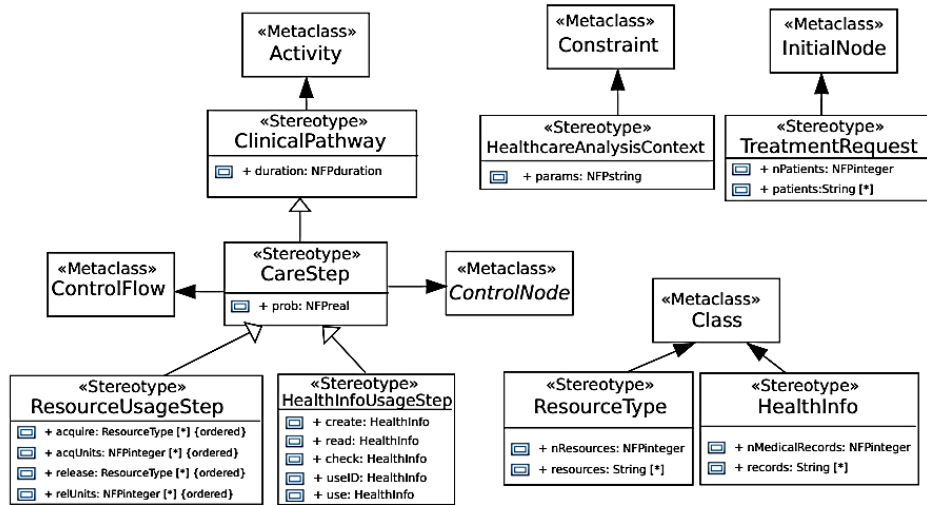 «Metaclass»
Activity
«Metaclass»
Constraint
«Metaclass»
InitialNode
«Stereotype»
ClinicalPathway
+ duration: NFPduration
«Stereotype»
HealthcareAnalysisContext
+ params: NFPstring
«Stereotype»
TreatmentRequest
+ nPatients: NFPinteger
+ patients:String [*]
«Metaclass»
ControlFlow
«Stereotype»
CareStep
+ prob: NFPreal
«Metaclass»
ControlNode
«Metaclass»
Class
«Stereotype»
ResourceUsageStep
+ acquire: ResourceType [*] {ordered}
+ acqUnits: NFPinteger [*] {ordered}
+ release: ResourceType [*] {ordered}
+ relUnits: NFPinteger [*] {ordered}
«Stereotype»
HealthInfoUsageStep
+ create: HealthInfo
+ read: HealthInfo
+ check: HealthInfo
+ useID: HealthInfo
+ use: HealthInfo
«Stereotype»
ResourceType
+ nResources: NFPinteger
+ resources: String [*]
«Stereotype»
HealthInfo
+ nMedicalRecords: NFPinteger
+ records: String [*]